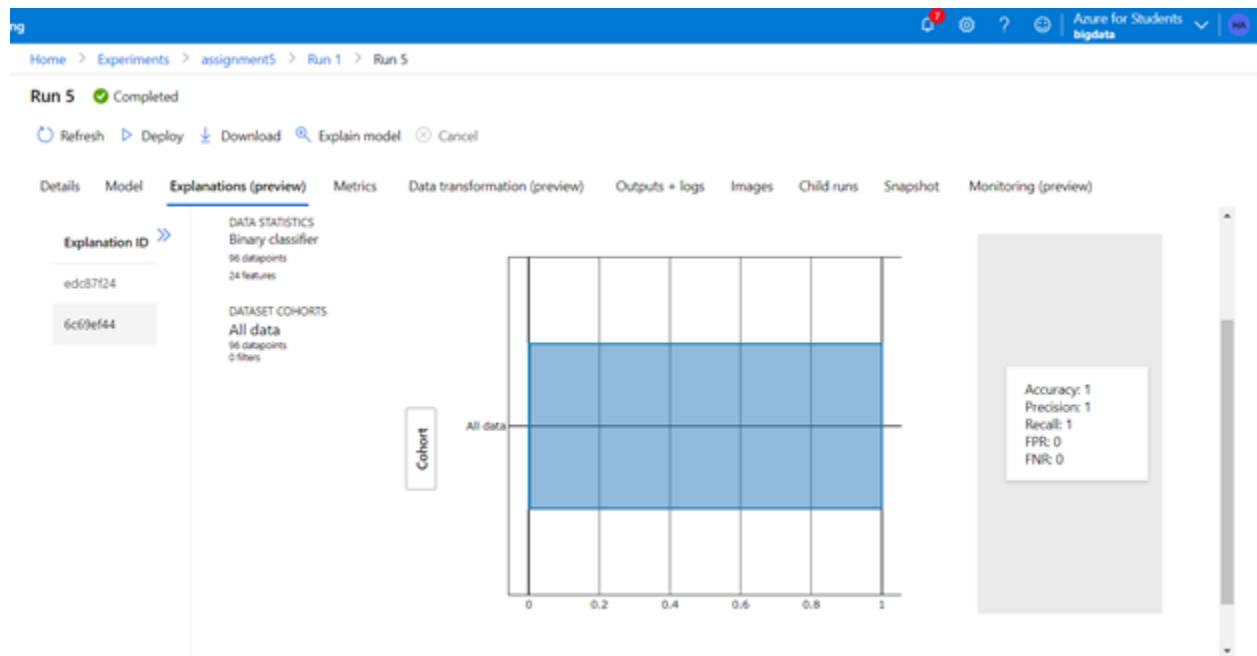 ng
7
?
Azure for Students
bigdata
HA
Home > Experiments > assignment5 > Run 1 > Run 5
Run 5 Completed
Refresh Deploy Download Explain model Cancel
Details Model Explanations (preview) Metrics Data transformation (preview) Outputs + logs Images Child runs Snapshot Monitoring (preview)
Explanation ID
edc87f24
6c69ef44
DATA STATISTICS
Binary classifier
96 datapoints
24 features
DATASET COHORTS
All data
96 datapoints
0 filters
Cohort
All data
0 0.2 0.4 0.6 0.8 1
Accuracy: 1
Precision: 1
Recall: 1
FPR: 0
FNR: 0